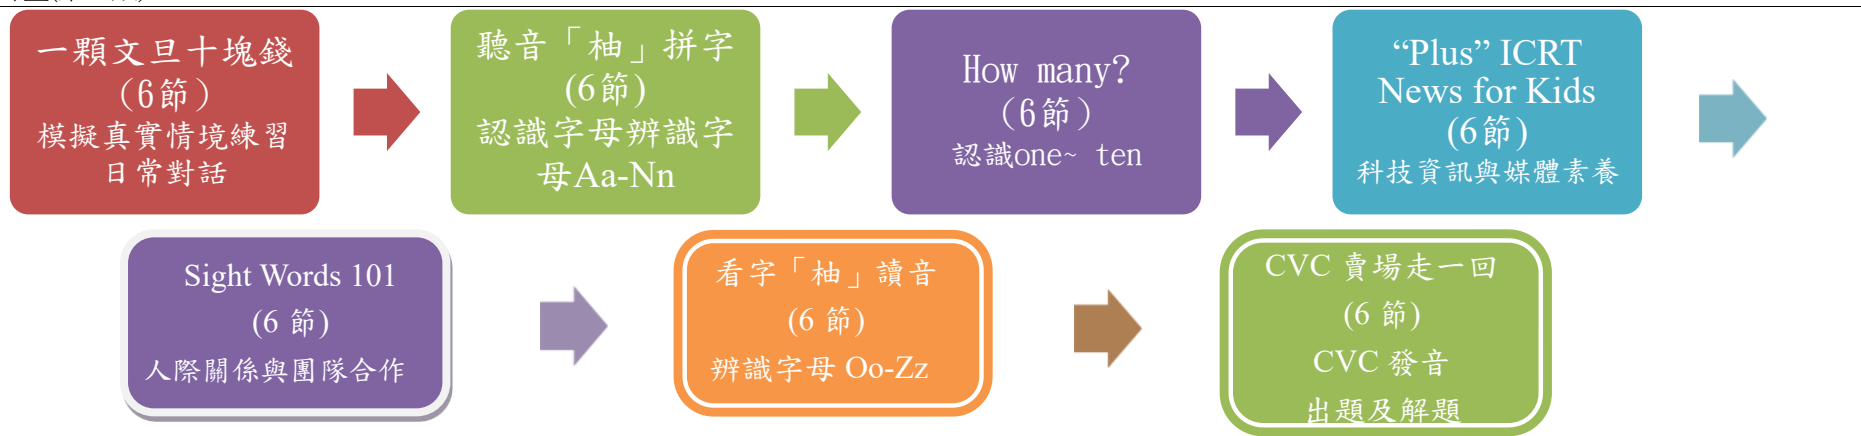 一顆文旦十塊錢
（6節）
模擬真實情境練習
日常對話
聽音「柚」拼字
(6節)
認識字母辨識字
母Aa-Nn
How many?
（6節）
認識one~ ten
“Plus” ICRT
News for Kids
(6節)
科技資訊與媒體素養
Sight Words 101
(6 節)
人際關係與團隊合作
看字「柚」讀音
(6 節)
辨識字母 Oo-Zz
CVC 賣場走一回
(6 節)
CVC 發音
出題及解題